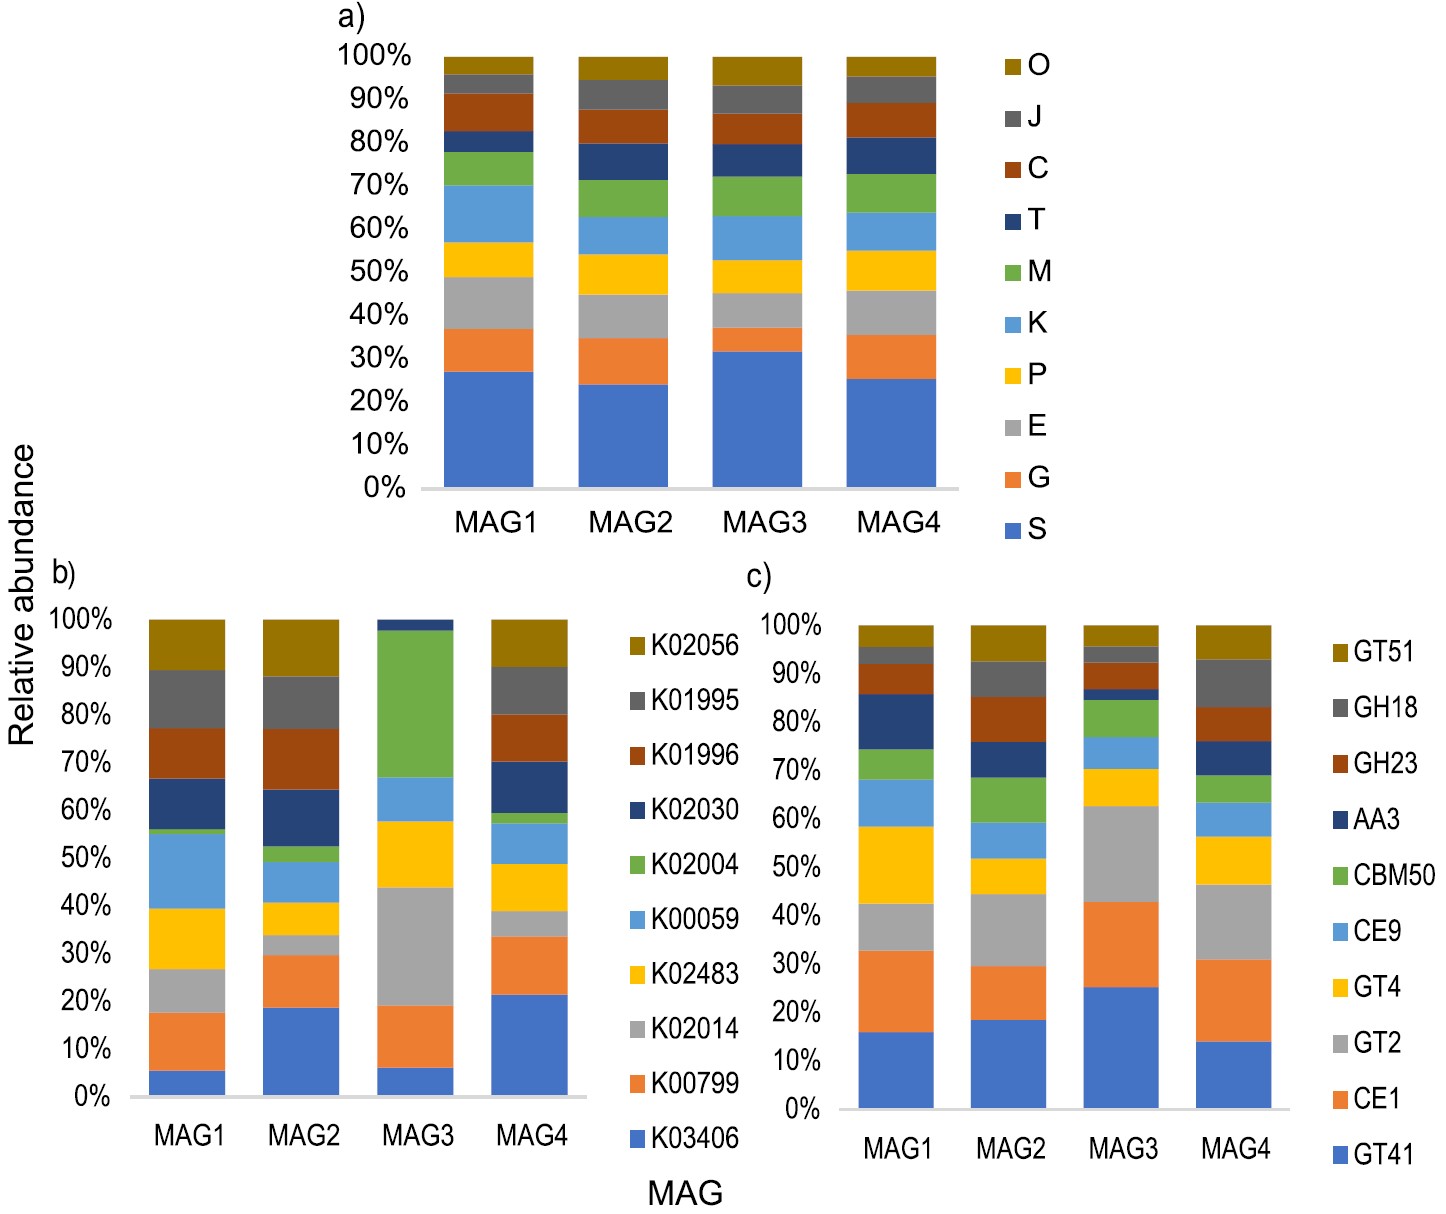 a)
100%
90%
80%
70%
60%
50%
40%
30%
20%
10%
0%
MAG1 MAG2 MAG3 MAG4
O
J
C
T
M
K
P
E
G
S
Relative abundance
b)
100%
90%
80%
70%
60%
50%
40%
30%
20%
10%
0%
MAG1 MAG2 MAG3 MAG4
K02056
K01995
K01996
K02030
K02004
K00059
K02483
K02014
K00799
K03406
c)
100%
90%
80%
70%
60%
50%
40%
30%
20%
10%
0%
MAG1 MAG2 MAG3 MAG4
GT51
GH18
GH23
AA3
CBM50
CE9
GT4
GT2
CE1
GT41
MAG